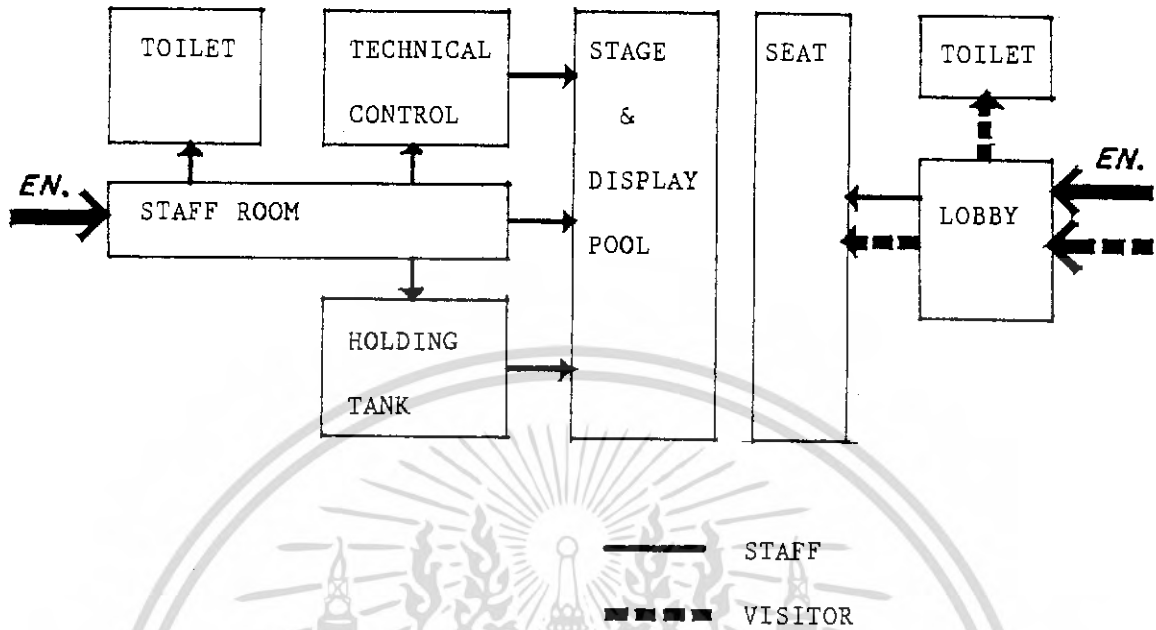 TOILET
TECHNICAL
CONTROL
STAGE
&
DISPLAY
POOL
SEAT
TOILET
EN.
STAFF ROOM
LOBBY
EN.
HOLDING
TANK
STAFF
VISITOR